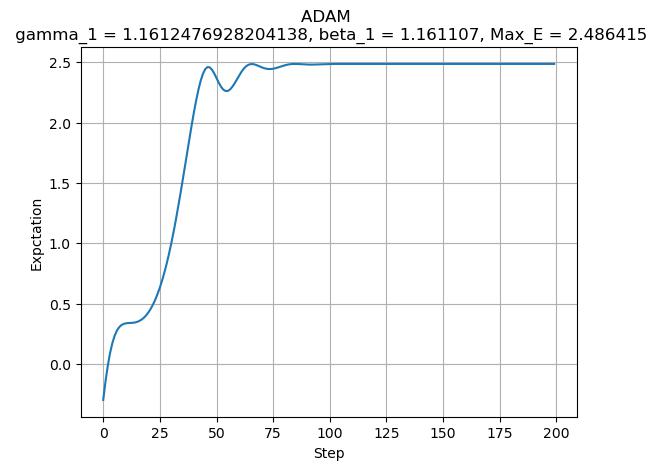 ADAM
gamma_1 = 1.1612476928204138, beta_1 = 1.161107, Max_E = 2.486415
2.5
2.0
1.5
1.0
0.5
0.0
Expctation
0 25 50 75 100 125 150 175 200
Step